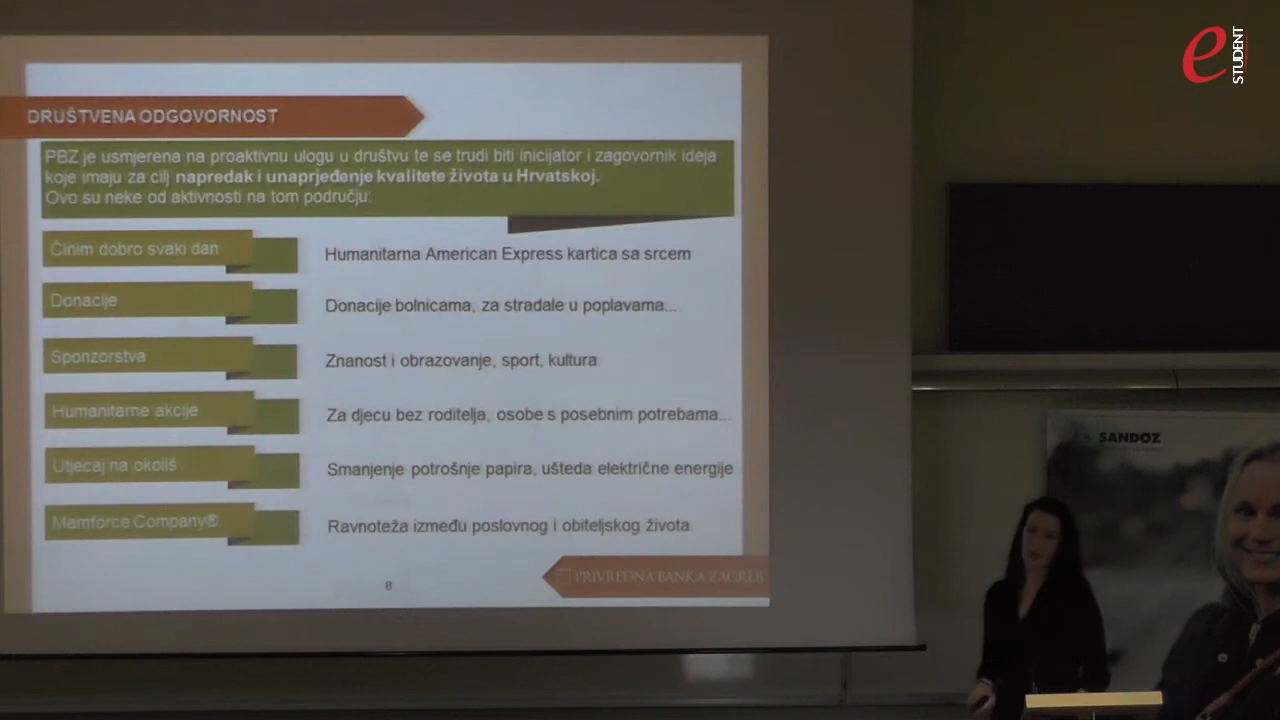 e
STUDENT
DRUŠTVENA ODGOVORNOST
PBZ je usmjerena na proaktivnu ulogu u društvu te se trudi biti inicijator i zagovornik ideja
koje imaju za cilj napredak i unaprjeđenje kvalitete života u Hrvatskoj.
Ovo su neke od aktivnosti na tom području:
Činim dobro svaki dan
Humanitarna American Express kartica sa srcem
Donacije
Donacije bolnicama, za stradale u poplavama...
Sponzorstva
Znanost i obrazovanje, sport, kultura
Humanitarne akcije
Za djecu bez roditelja, osobe s posebnim potrebama...
Utjecaj na okoliš
Smanjenje potrošnje papira, ušteda električne energije
Mamforce Company®
Ravnoteža između poslovnog i obiteljskog života
8
PRIVREDNA BANKA ZAGREB
SANDOZ